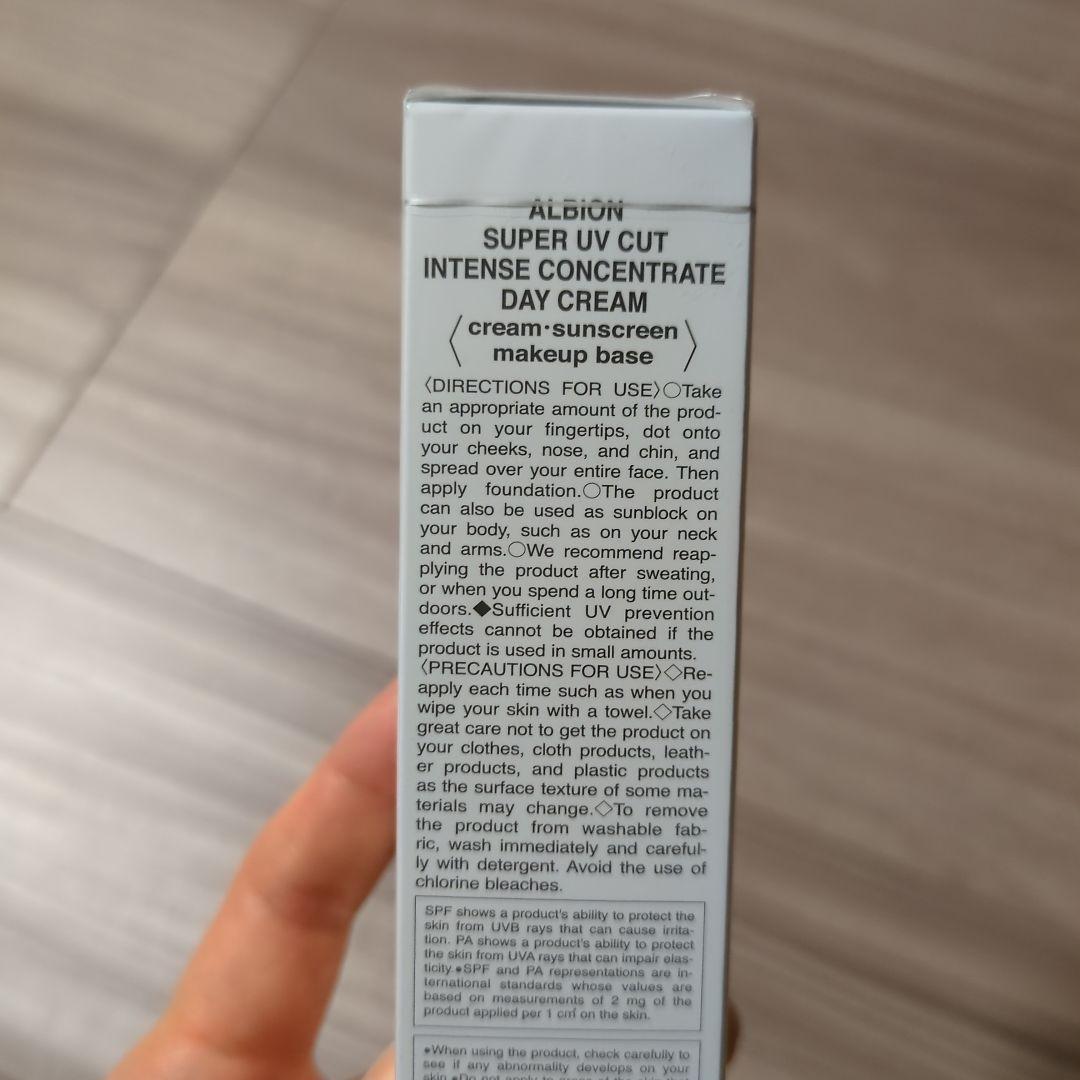 ALBION
SUPER UV CUT
INTENSE CONCENTRATE
DAY CREAM
〈cream·sunscreen
makeup base〉
〈DIRECTIONS FOR USE〉○Take
an appropriate amount of the prod-
uct on your fingertips, dot onto
your cheeks, nose, and chin, and
spread over your entire face. Then
apply foundation.○The product
can also be used as sunblock on
your body, such as on your neck
and arms.○We recommend reap-
plying the product after sweating,
or when you spend a long time out-
doors.◆Sufficient UV prevention
effects cannot be obtained if the
product is used in small amounts.
〈PRECAUTIONS FOR USE〉◇Re-
apply each time such as when you
wipe your skin with a towel.◇Take
great care not to get the product on
your clothes, cloth products, leath-
er products, and plastic products
as the surface texture of some ma-
terials may change.◇To remove
the product from washable fab-
ric, wash immediately and careful-
ly with detergent. Avoid the use of
chlorine bleaches.
SPF shows a product's ability to protect the
skin from UVB rays that can cause irrita-
tion. PA shows a product's ability to protect
the skin from UVA rays that can impair elas-
ticity.●SPF and PA representations are in-
ternational standards whose values are
based on measurements of 2 mg of the
product applied per 1 cm² on the skin.
●When using the product, check carefully to
see if any abnormality develops on your
skin.●Do not apply to areas of the skin that